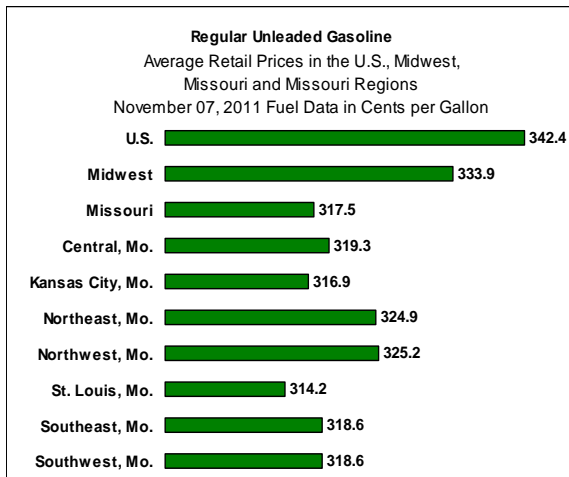 Regular Unleaded Gasoline
Average Retail Prices in the U.S., Midwest,
Missouri and Missouri Regions
November 07, 2011 Fuel Data in Cents per Gallon
U.S. 342.4
Midwest 333.9
Missouri 317.5
Central, Mo. 319.3
Kansas City, Mo. 316.9
Northeast, Mo. 324.9
Northwest, Mo. 325.2
St. Louis, Mo. 314.2
Southeast, Mo. 318.6
Southwest, Mo. 318.6